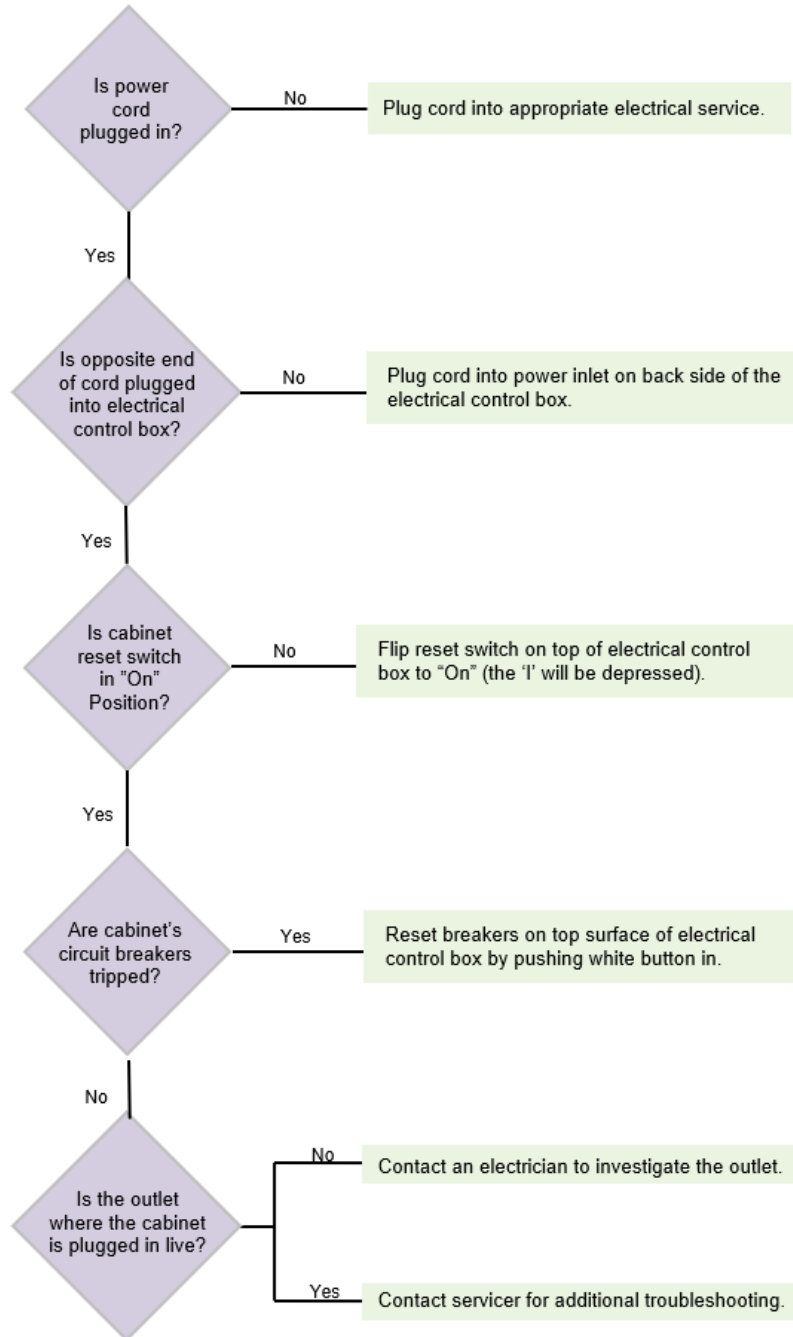 Is power
cord
plugged in?
No
Plug cord into appropriate electrical service.
Yes
Is opposite end
of cord plugged
into electrical
control box?
No
Plug cord into power inlet on back side of the
electrical control box.
Yes
Is cabinet
reset switch
in "On"
Position?
No
Flip reset switch on top of electrical control
box to “On” (the ‘I’ will be depressed).
Yes
Are cabinet’s
circuit breakers
tripped?
Yes
Reset breakers on top surface of electrical
control box by pushing white button in.
No
Is the outlet
where the cabinet
is plugged in live?
No
Contact an electrician to investigate the outlet.
Yes
Contact servicer for additional troubleshooting.